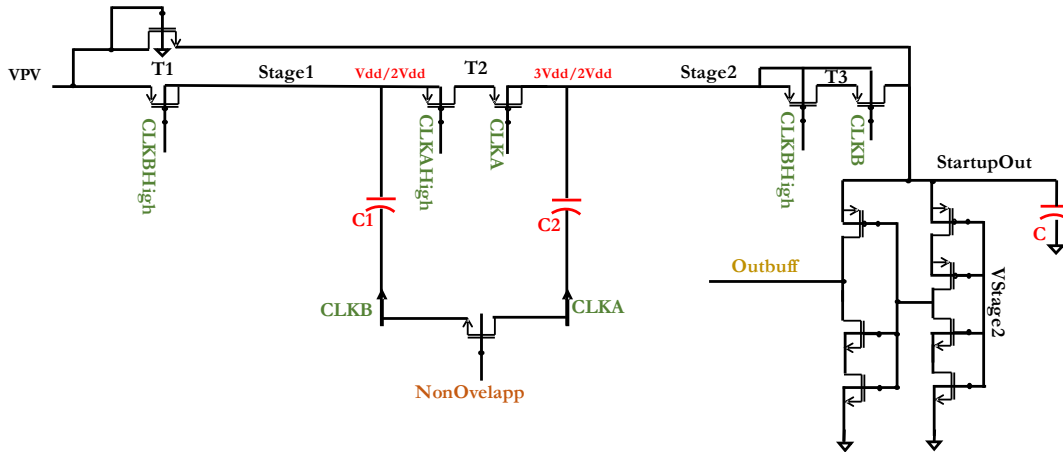 VPV
T1
Stage1
Vdd/2Vdd
T2
3Vdd/2Vdd
Stage2
T3
CLKBHigh
CLKAHigh
CLKA
CLKBHigh
CLKB
StartupOut
C1
C2
C
Outbuff
VStage2
CLKB
CLKA
NonOvelapp